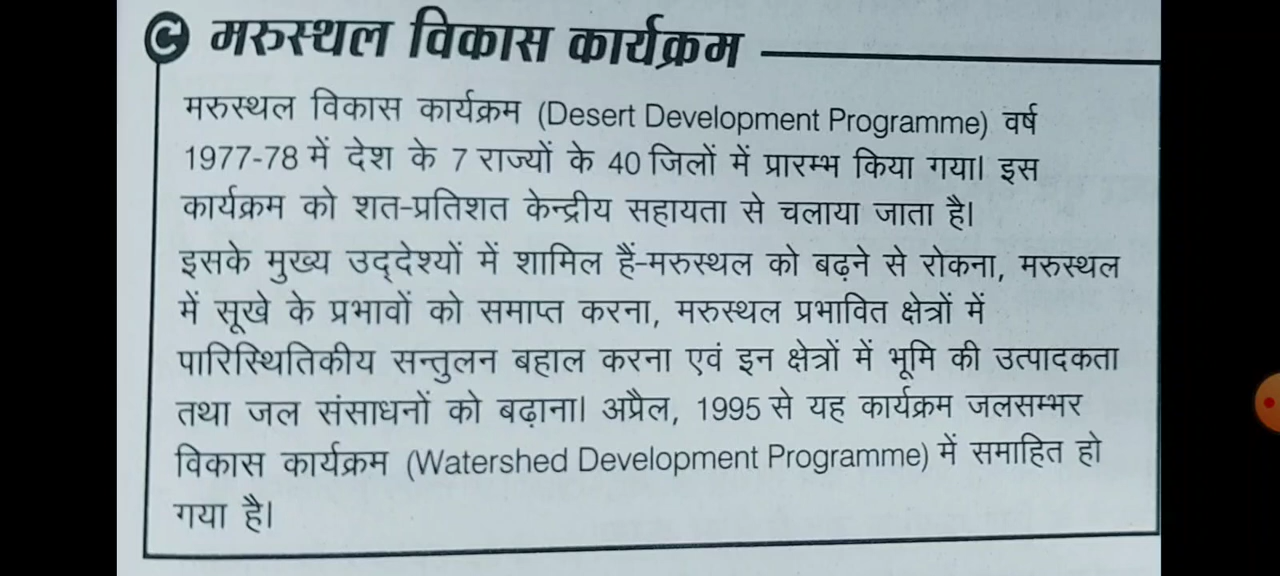 C मरुस्थल विकास कार्यक्रम
मरुस्थल विकास कार्यक्रम (Desert Development Programme) वर्ष
1977-78 में देश के 7 राज्यों के 40 जिलों में प्रारम्भ किया गया। इस
कार्यक्रम को शत-प्रतिशत केन्द्रीय सहायता से चलाया जाता है।
इसके मुख्य उद्देश्यों में शामिल हैं-मरुस्थल को बढ़ने से रोकना, मरुस्थल
में सूखे के प्रभावों को समाप्त करना, मरुस्थल प्रभावित क्षेत्रों में
पारिस्थितिकीय सन्तुलन बहाल करना एवं इन क्षेत्रों में भूमि की उत्पादकता
तथा जल संसाधनों को बढ़ाना। अप्रैल, 1995 से यह कार्यक्रम जलसम्भर
विकास कार्यक्रम (Watershed Development Programme) में समाहित हो
गया है।